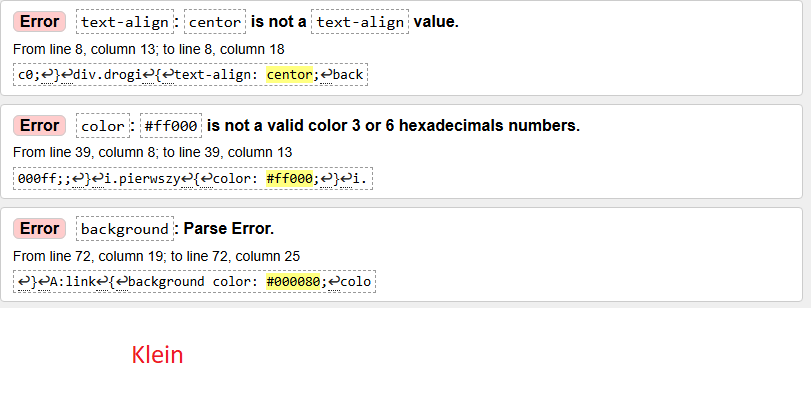 Error text-align: centor is not a text-align value.
From line 8, column 13; to line 8, column 18
c0;↩}↩div.drogi↩{↩text-align: centor;↩back
Error color: #ff000 is not a valid color 3 or 6 hexadecimals numbers.
From line 39, column 8; to line 39, column 13
000ff;;↩}↩i.pierwszy↩{↩color: #ff000;↩}↩i.
Error background: Parse Error.
From line 72, column 19; to line 72, column 25
↩}↩A:link↩{↩background color: #000080;↩colo
Klein